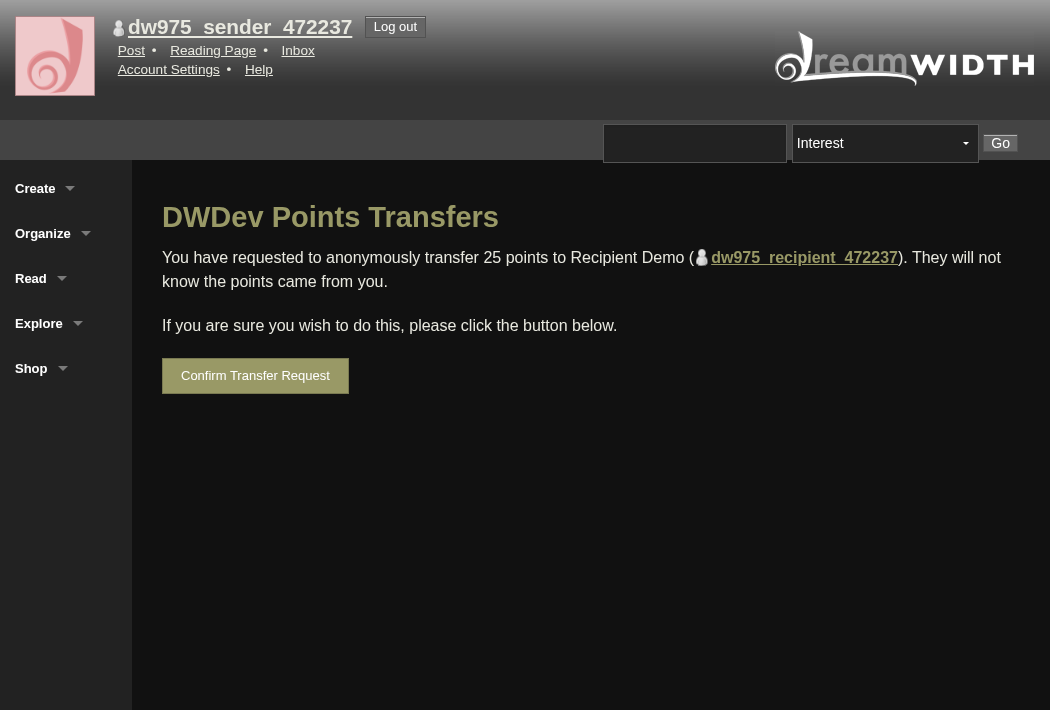 dw975_sender_472237 Log out
Post • Reading Page • Inbox
Account Settings • Help
dreamWIDTH
Interest Go
Create
Organize
Read
Explore
Shop
DWDev Points Transfers
You have requested to anonymously transfer 25 points to Recipient Demo (dw975_recipient_472237). They will not
know the points came from you.
If you are sure you wish to do this, please click the button below.
Confirm Transfer Request